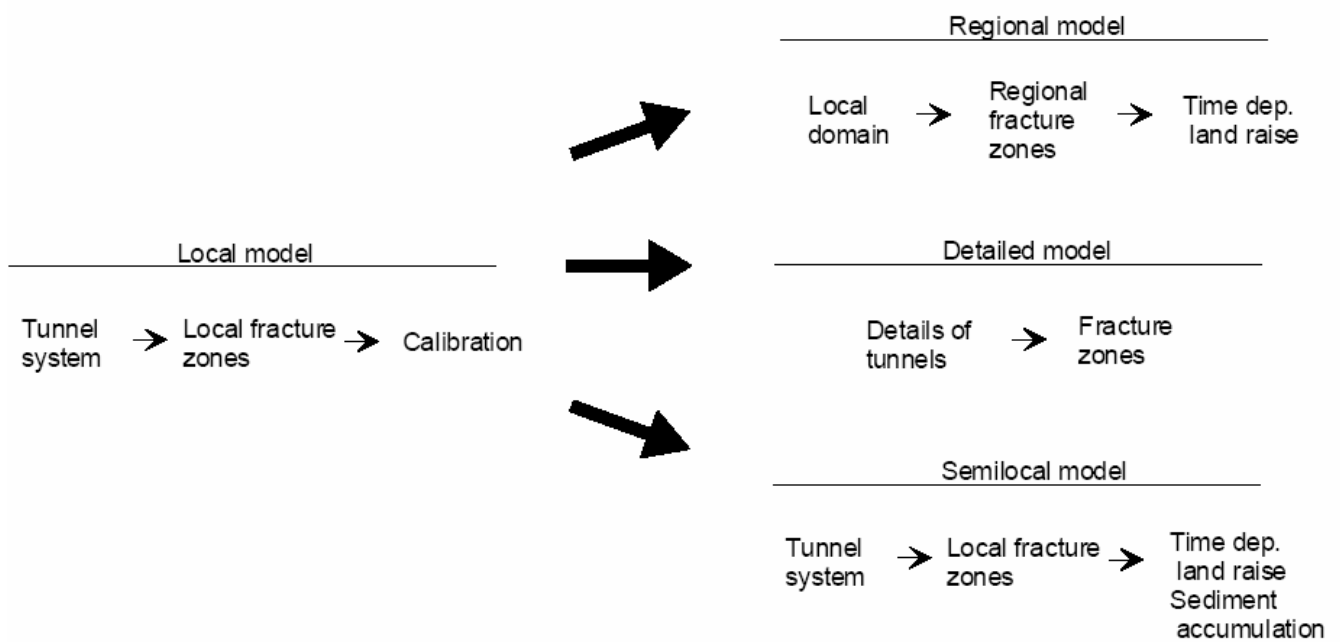 Local model
Tunnel
system
Local fracture
zones
Calibration
Regional model
Local
domain
Regional
fracture
zones
Time dep.
land raise
Detailed model
Details of
tunnels
Fracture
zones
Semilocal model
Tunnel
system
Local fracture
zones
Time dep.
land raise
Sediment
accumulation